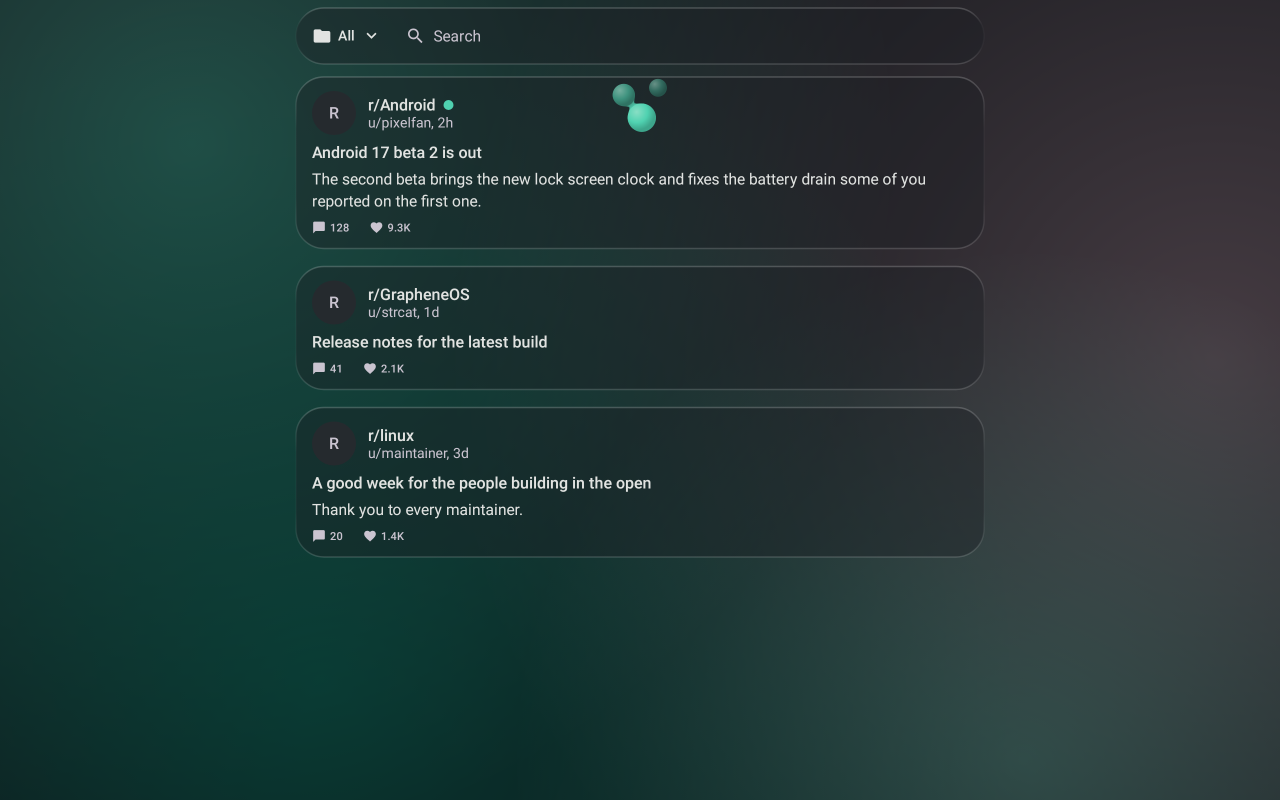 All
Search
R
r/Android
u/pixelfan, 2h
Android 17 beta 2 is out
The second beta brings the new lock screen clock and fixes the battery drain some of you
reported on the first one.
128 9.3K
R
r/GrapheneOS
u/strcat, 1d
Release notes for the latest build
41 2.1K
R
r/linux
u/maintainer, 3d
A good week for the people building in the open
Thank you to every maintainer.
20 1.4K